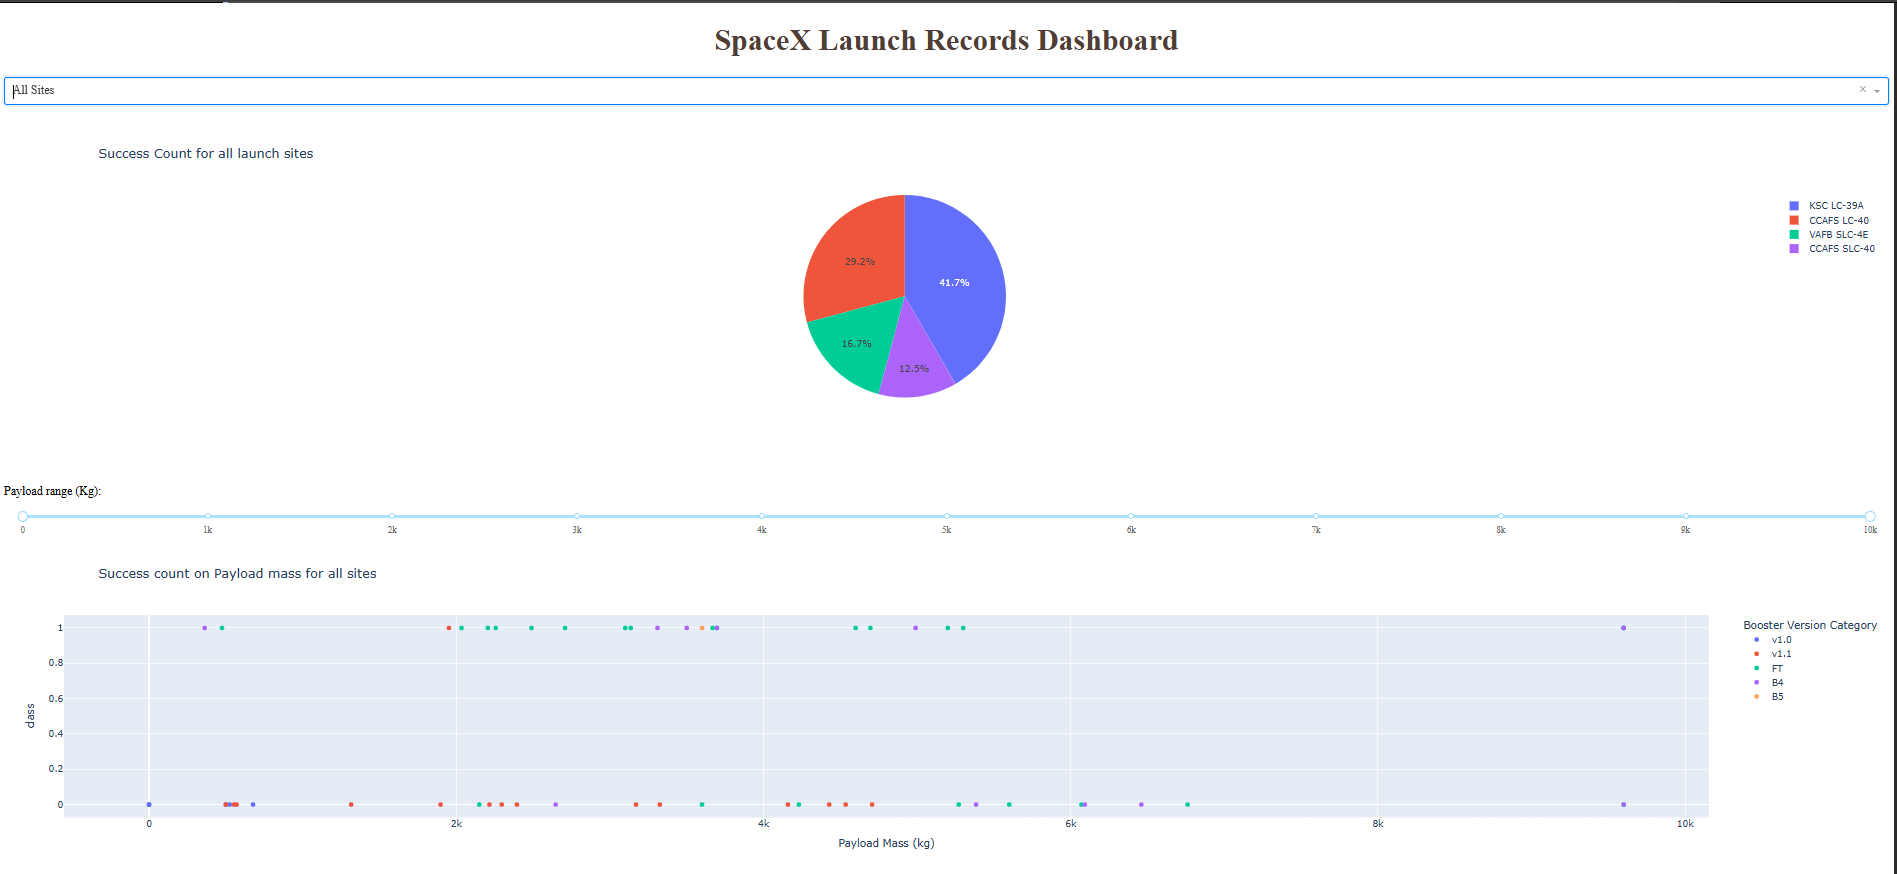 SpaceX Launch Records Dashboard
All Sites
×
Success Count for all launch sites
KSC LC-39A
CCAFS LC-40
VAFB SLC-4E
CCAFS SLC-40
29.2%
41.7%
16.7%
12.5%
Payload range (Kg):
0 1k 2k 3k 4k 5k 6k 7k 8k 9k 10k
Success count on Payload mass for all sites
1
0.8
0.6
0.4
0.2
0
class
0 2k 4k 6k 8k 10k
Payload Mass (kg)
Booster Version Category
v1.0
v1.1
FT
B4
B5